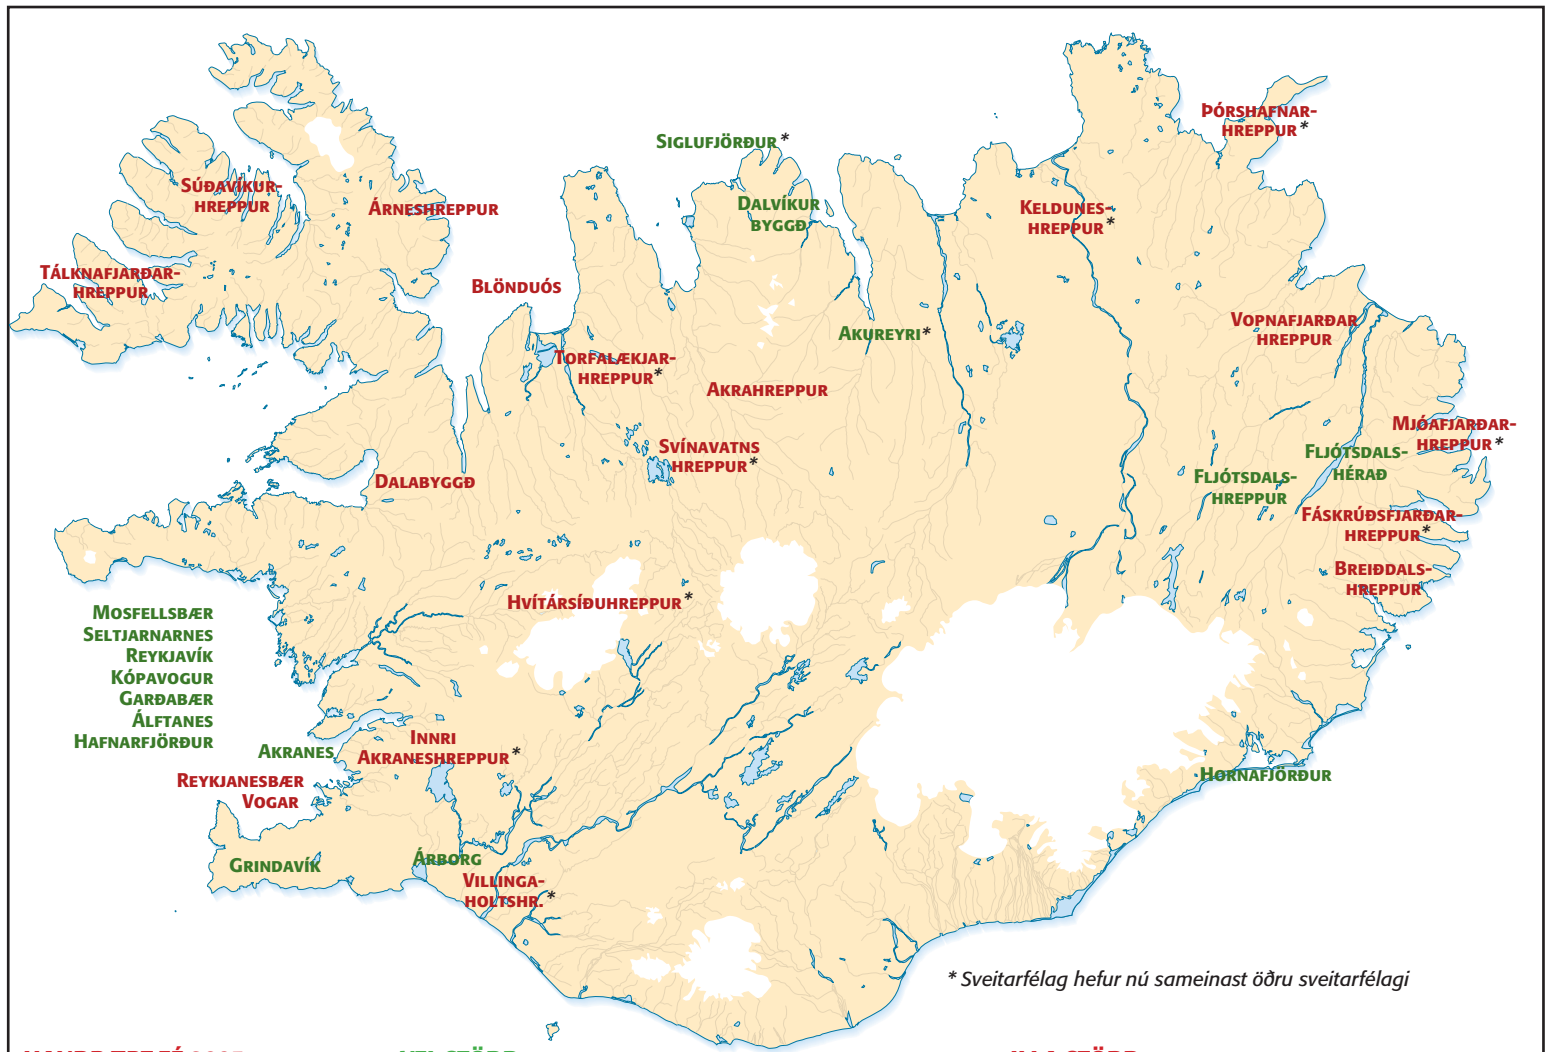 Þórshafnar-
hreppur*
Siglufjörður*
Súðavíkur-
hreppur
Árneshreppur
Dalvíkur
byggð
Keldunes-
hreppur*
Tálknafjarðar-
hreppur
Blönduós
Akureyri*
Vopnafjarðar
hreppur
Torfalækjar-
hreppur*
Akrahreppur
Mjóafjarðar-
hreppur*
Svínavatns
hreppur*
Fljótsdals-
hérað
Dalabyggð
Fljótsdals-
hreppur
Fáskrúðsfjarðar-
hreppur*
Breiðdals-
hreppur
Hvítársíðuhreppur*
Mosfellsbær
Seltjarnarnes
Reykjavík
Kópavogur
Garðabær
Álftanes
Hafnarfjörður
Akranes
Innri
Akraneshreppur*
Reykjanesbær
Vogar
Hornafjörður
Grindavík
Árborg
Villinga-
holtshr.*
* Sveitarfélag hefur nú sameinast öðru sveitarfélagi